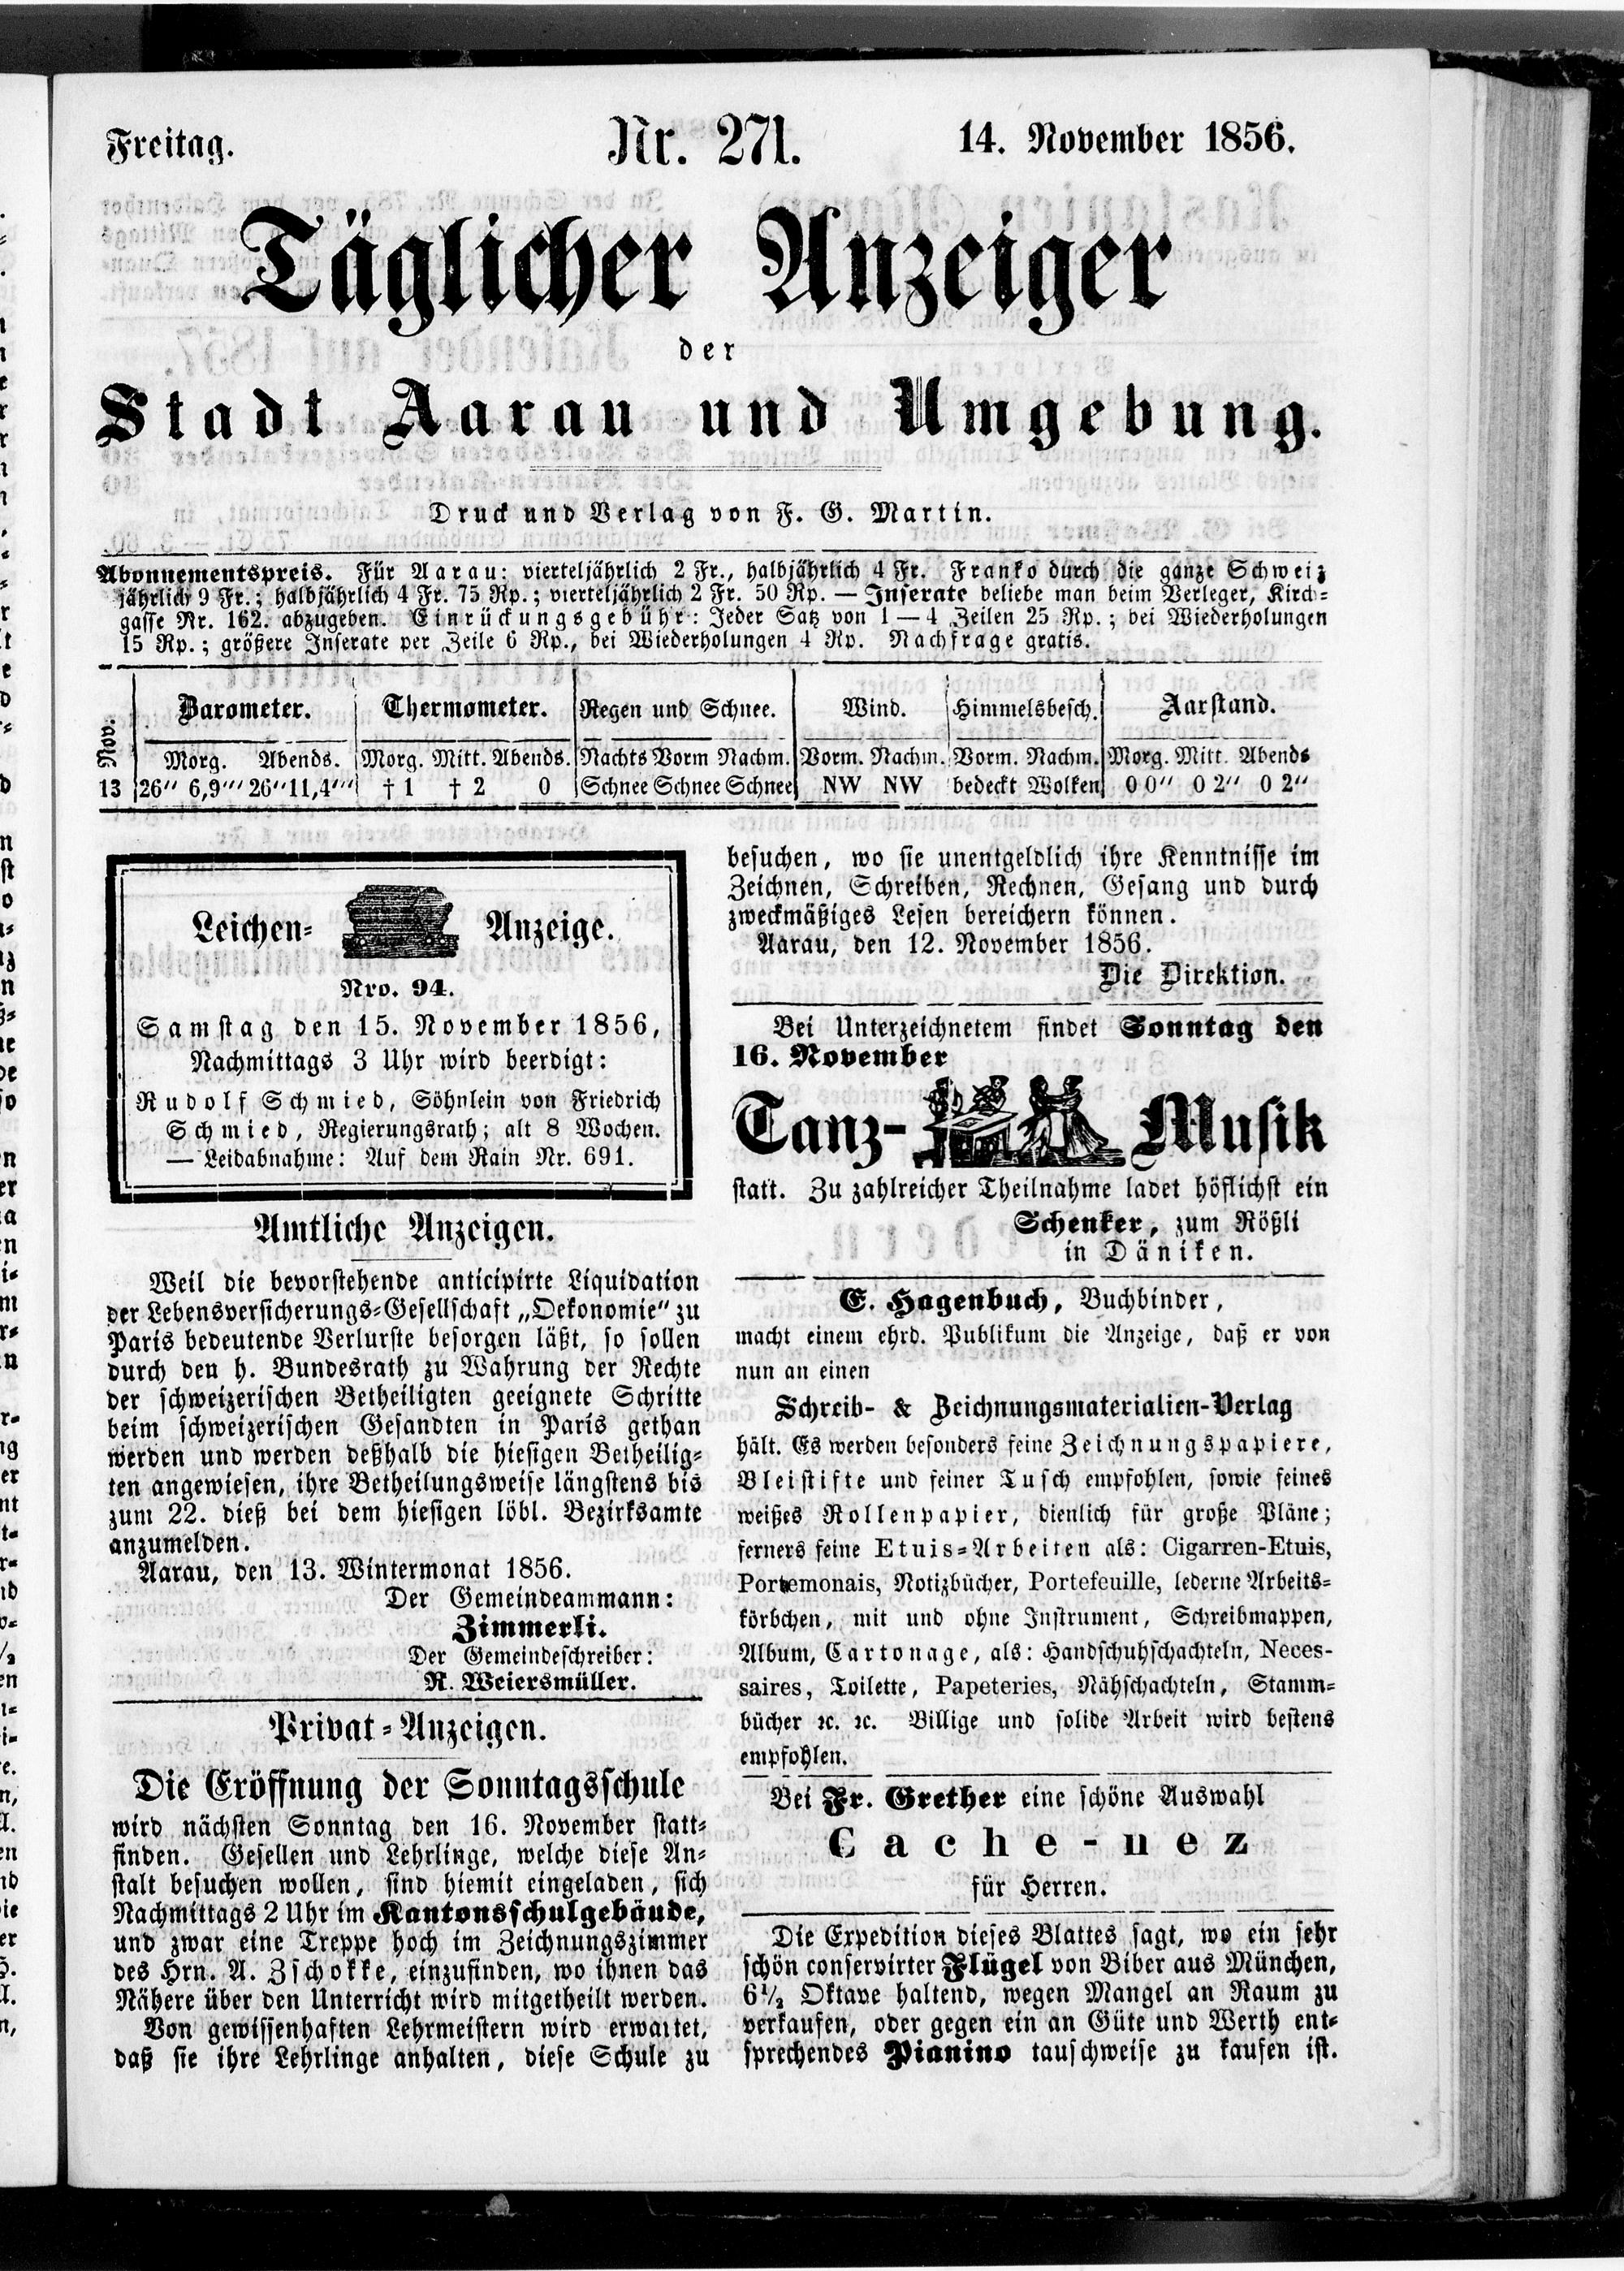 Freitag. Nr. 271. 14. November 1856.
Täglicher Anzeiger
der
Stadt Aarau und Umgebung.
Druck und Verlag von F. G. Martin.
Abonnementspreis. Für Aarau: vierteljährlich 2 Fr., halbjährlich 4 Fr. Franko durch die ganze Schweiz
jährlich 9 Fr.; halbjährlich 4 Fr. 75 Rp.; vierteljährlich 2 Fr. 50 Rp. — Inserate beliebe man beim Verleger, Kirch-
gasse Nr. 162. abzugeben. Einrückungsgebühr: Jeder Satz von 1 — 4 Zeilen 25 Rp.; bei Wiederholungen
15 Rp.; größere Inserate per Zeile 6 Rp., bei Wiederholungen 4 Rp. Nachfrage gratis.
Nov. Barometer. Thermometer. Regen und Schnee. Wind. Himmelsbesch. Aarstand.
Morg. Abends. Morg. Mitt. Abends. Nachts Vorm Nachm. Vorm. Nachm. Vorm. Nachm. Morg. Mitt. Abends
13 26″ 6,9‴ 26″ 11,4‴ † 1 † 2 0 Schnee Schnee Schnee NW NW bedeckt Wolken 0 0″ 0 2″ 0 2″
Leichen- Anzeige.
Nro. 94.
Samstag den 15. November 1856,
Nachmittags 3 Uhr wird beerdigt:
Rudolf Schmied, Söhnlein von Friedrich
Schmied, Regierungsrath; alt 8 Wochen.
— Leidabnahme: Auf dem Rain Nr. 691.
Amtliche Anzeigen.
Weil die bevorstehende anticipirte Liquidation
der Lebensversicherungs-Gesellschaft „Oekonomie“ zu
Paris bedeutende Verlurste besorgen läßt, so sollen
durch den h. Bundesrath zu Wahrung der Rechte
der schweizerischen Betheiligten geeignete Schritte
beim schweizerischen Gesandten in Paris gethan
werden und werden deßhalb die hiesigen Betheilig-
ten angewiesen, ihre Betheilungsweise längstens bis
zum 22. dieß bei dem hiesigen löbl. Bezirksamte
anzumelden.
Aarau, den 13. Wintermonat 1856.
Der Gemeindeammann:
Zimmerli.
Der Gemeindeschreiber:
R. Weiersmüller.
Privat-Anzeigen.
Die Eröffnung der Sonntagsschule
wird nächsten Sonntag den 16. November statt-
finden. Gesellen und Lehrlinge, welche diese An-
stalt besuchen wollen, sind hiemit eingeladen, sich
Nachmittags 2 Uhr im Kantonsschulgebäude,
und zwar eine Treppe hoch im Zeichnungszimmer
des Hrn. A. Zschokke, einzufinden, wo ihnen das
Nähere über den Unterricht wird mitgetheilt werden.
Von gewissenhaften Lehrmeistern wird erwartet,
daß sie ihre Lehrlinge anhalten, diese Schule zu
besuchen, wo sie unentgeldlich ihre Kenntnisse im
Zeichnen, Schreiben, Rechnen, Gesang und durch
zweckmäßiges Lesen bereichern können.
Aarau, den 12. November 1856.
Die Direktion.
Bei Unterzeichnetem findet Sonntag den
16. November
Tanz- Musik
statt. Zu zahlreicher Theilnahme ladet höflichst ein
Schenker, zum Rößli
in Däniken.
E. Hagenbuch, Buchbinder,
macht einem ehrd. Publikum die Anzeige, daß er von
nun an einen
Schreib- & Zeichnungsmaterialien-Verlag
hält. Es werden besonders feine Zeichnungspapiere,
Bleistifte und feiner Tusch empfohlen, sowie feines
weißes Rollenpapier, dienlich für große Pläne;
ferners feine Etuis-Arbeiten als: Cigarren-Etuis,
Portemonais, Notizbücher, Portefeuille, lederne Arbeits-
körbchen, mit und ohne Instrument, Schreibmappen,
Album, Cartonage, als: Handschuhschachteln, Neces-
saires, Toilette, Papeteries, Nähschachteln, Stamm-
bücher ꝛc. ꝛc. Billige und solide Arbeit wird bestens
empfohlen.
Bei Fr. Grether eine schöne Auswahl
Cache-nez
für Herren.
Die Expedition dieses Blattes sagt, wo ein sehr
schön conservirter Flügel von Biber aus München,
6½ Oktave haltend, wegen Mangel an Raum zu
verkaufen, oder gegen ein an Güte und Werth ent-
sprechendes Pianino tauschweise zu kaufen ist.